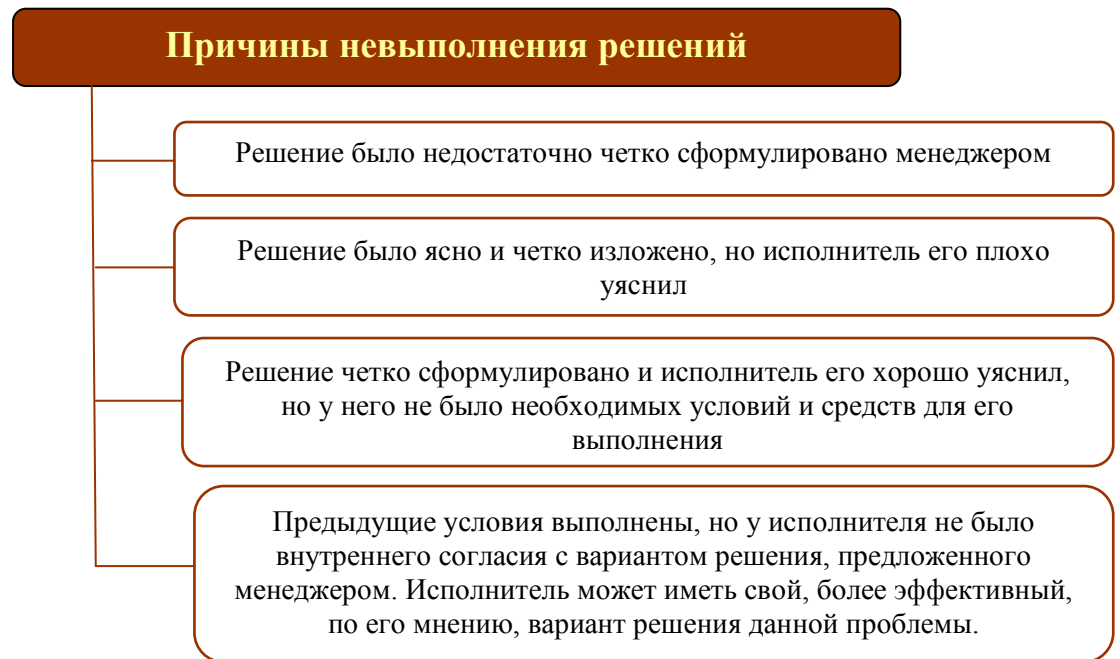 Причины невыполнения решений
Решение было недостаточно четко сформулировано менеджером
Решение было ясно и четко изложено, но исполнитель его плохо
уяснил
Решение четко сформулировано и исполнитель его хорошо уяснил,
но у него не было необходимых условий и средств для его
выполнения
Предыдущие условия выполнены, но у исполнителя не было
внутреннего согласия с вариантом решения, предложенного
менеджером. Исполнитель может иметь свой, более эффективный,
по его мнению, вариант решения данной проблемы.